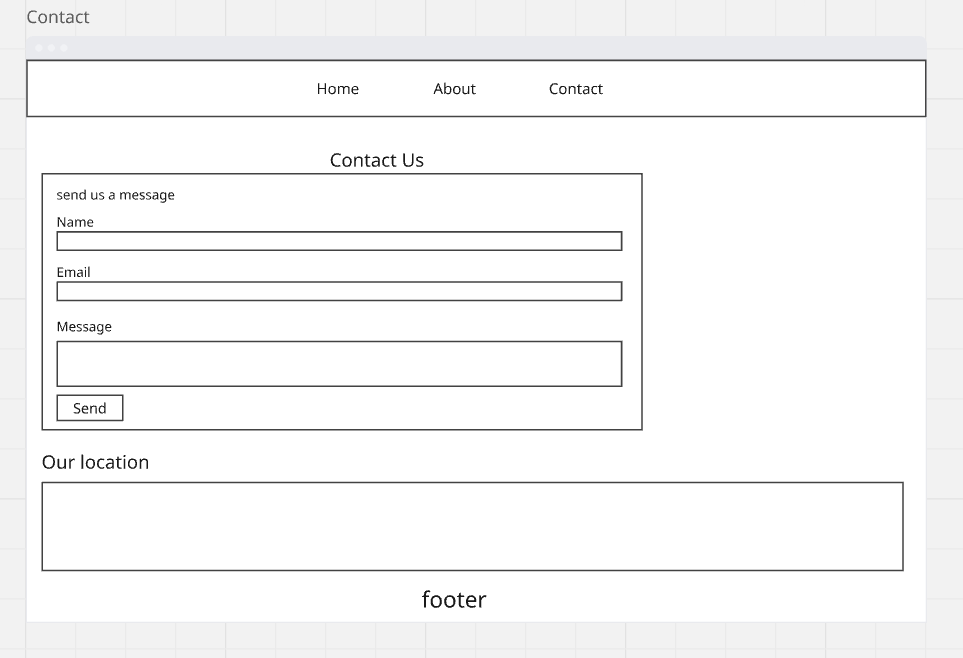 Contact
Home About Contact
Contact Us
send us a message
Name
Email
Message
Send
Our location
footer